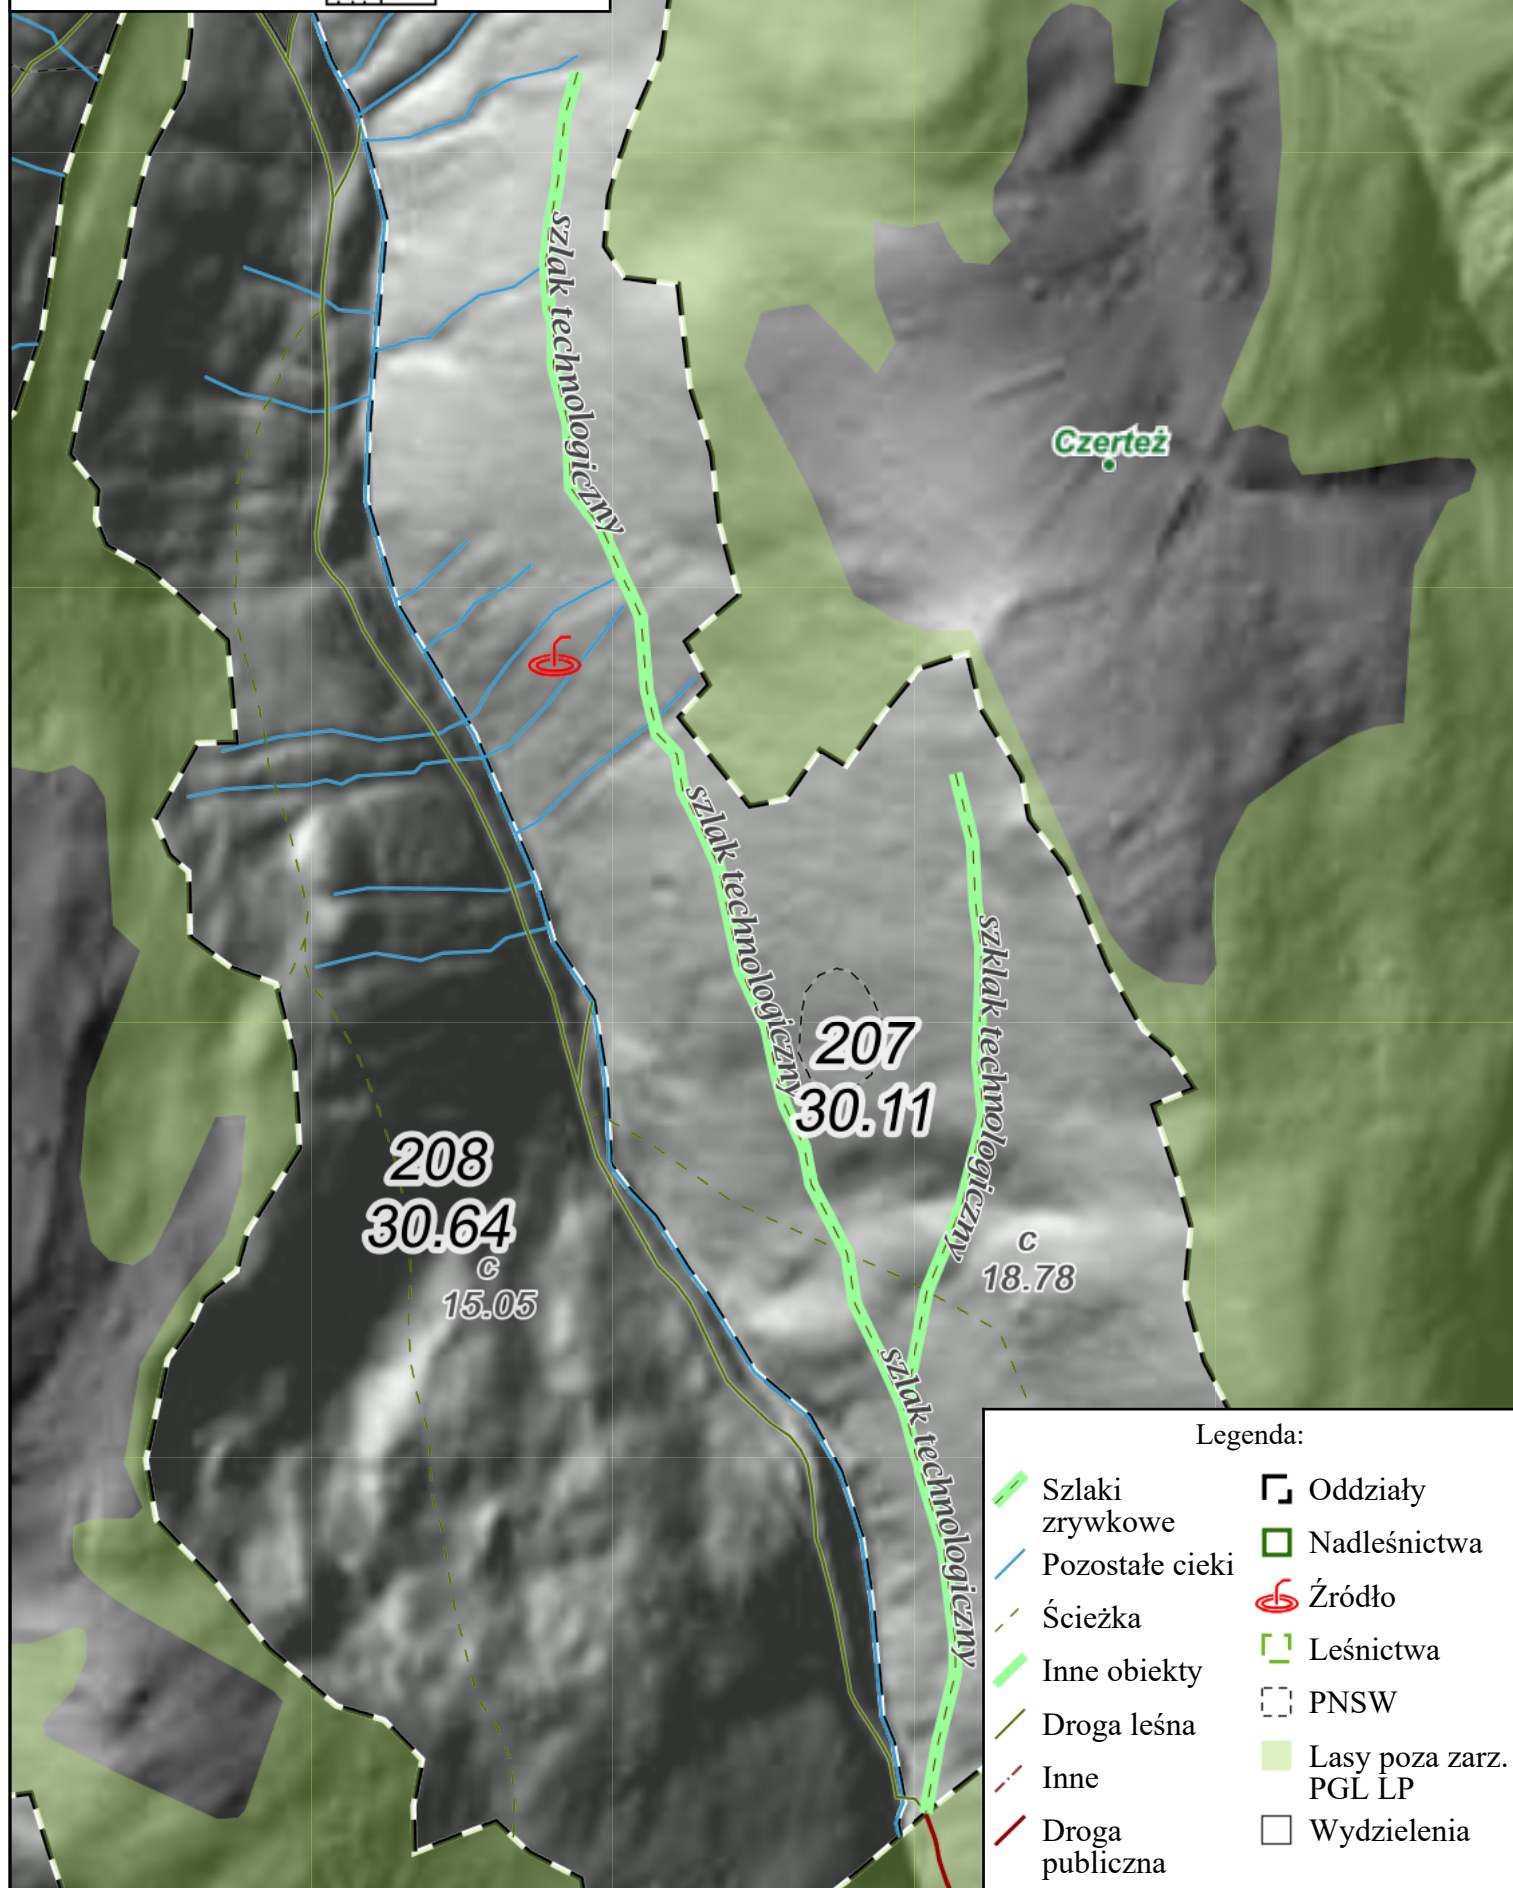 szlak technologiczny
Czerteż
szlak technologiczny
szklak technologiczny
207
30.11
208
30.64
c
15.05
c
18.78
szlak technologiczny
Legenda:
Szlaki
zrywkowe
Pozostałe cieki
Ścieżka
Inne obiekty
Droga leśna
Inne
Droga
publiczna
Oddziały
Nadleśnictwa
Źródło
Leśnictwa
PNSW
Lasy poza zarz.
PGL LP
Wydzielenia